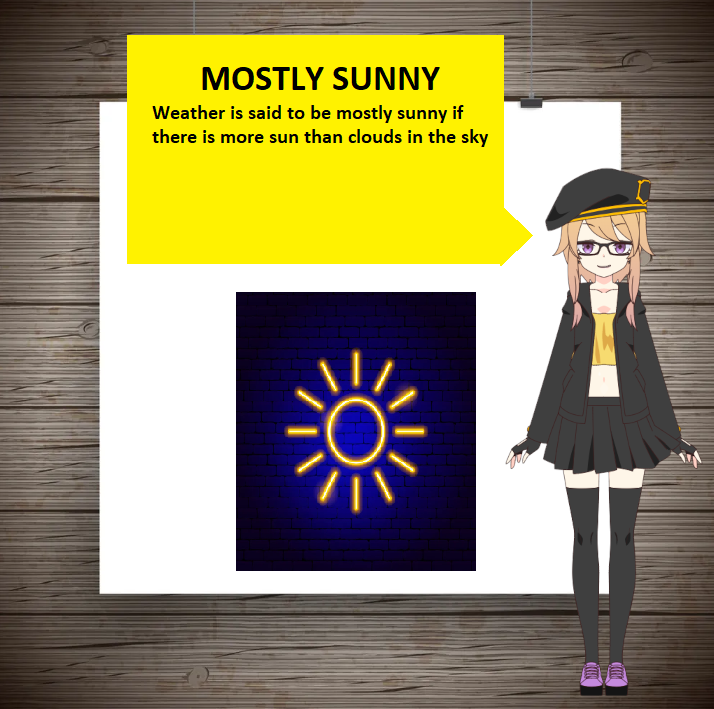 MOSTLY SUNNY
Weather is said to be mostly sunny if
there is more sun than clouds in the sky